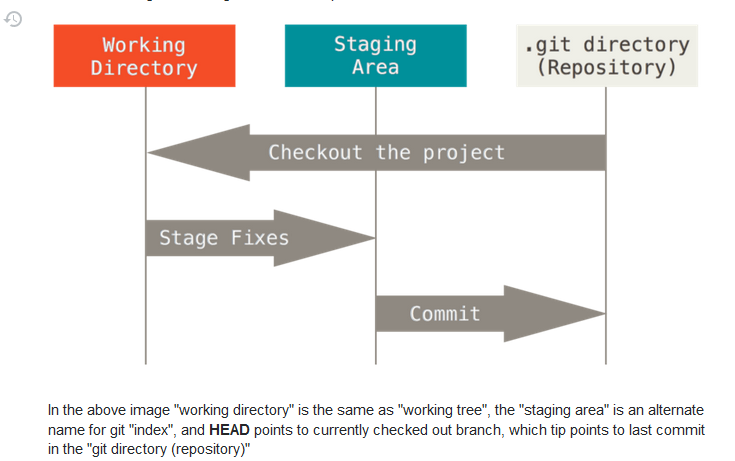 Working
Directory
Staging
Area
.git directory
(Repository)
Checkout the project
Stage Fixes
Commit
In the above image "working directory" is the same as "working tree", the "staging area" is an alternate
name for git "index", and HEAD points to currently checked out branch, which tip points to last commit
in the "git directory (repository)"